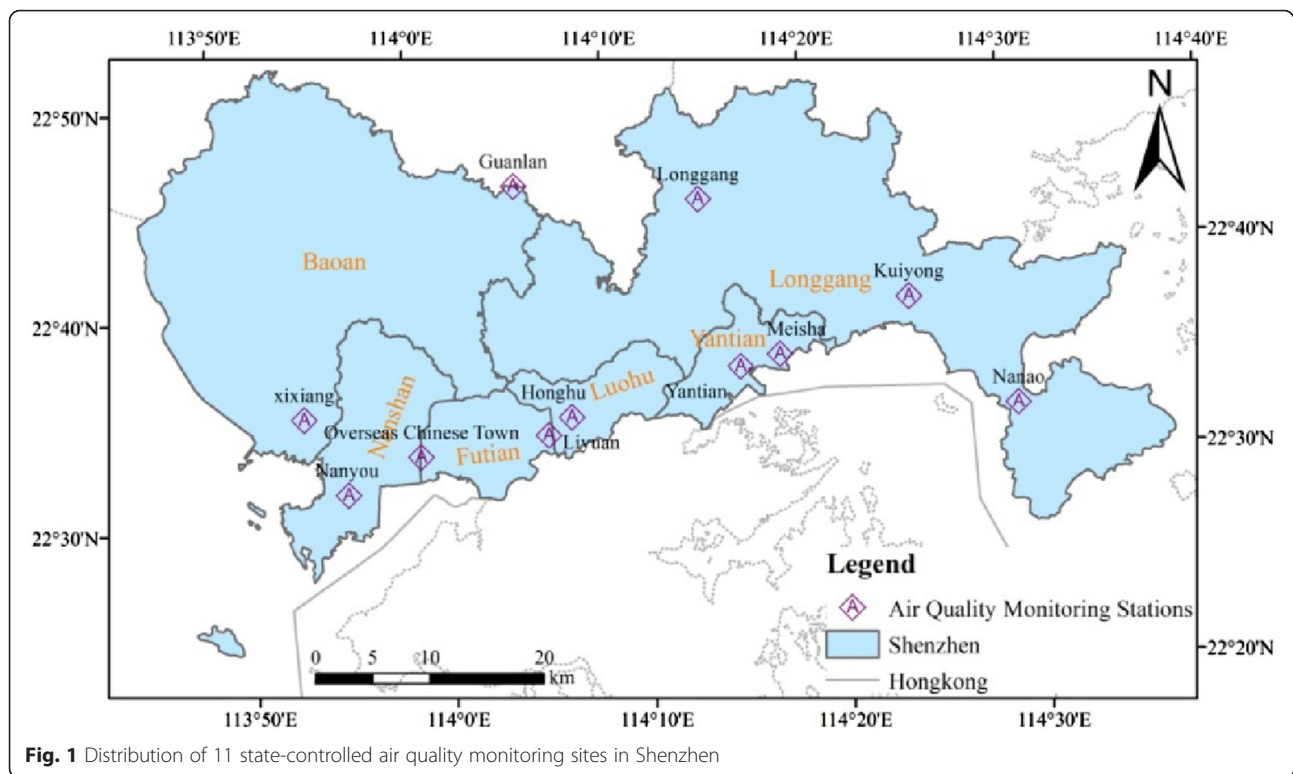 113°50'E 114°0'E 114°10'E 114°20'E 114°30'E 114°40'E
N
22°50'N
Guanlan
Longgang
22°40'N
Baoan
Longgang
Kuiyong
22°40'N
Yantian
Meisha
Nanshan
Luohu
Honghu
Yantian
Nanao
xixiang
Overseas Chinese Town
Futian
Liyuan
22°30'N
Nanyou
22°30'N
Legend
A Air Quality Monitoring Stations
Shenzhen
Hongkong
22°20'N
0 5 10 20
km
113°50'E 114°0'E 114°10'E 114°20'E 114°30'E
Fig. 1 Distribution of 11 state-controlled air quality monitoring sites in Shenzhen